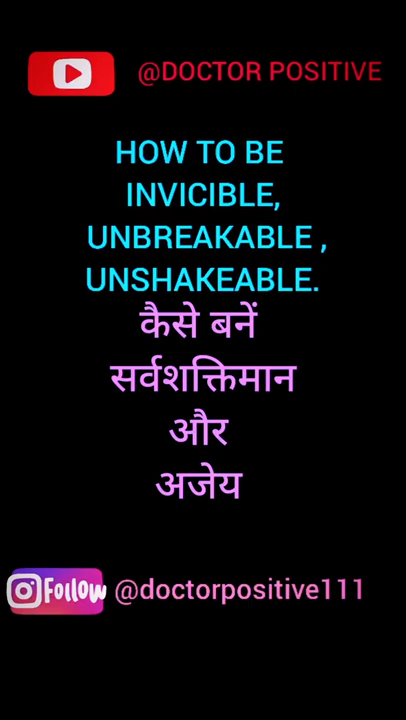 @DOCTOR POSITIVE
HOW TO BE
INVICIBLE,
UNBREAKABLE ,
UNSHAKEABLE.
कैसे बनें
सर्वशक्तिमान
और
अजेय
Follow @doctorpositive111